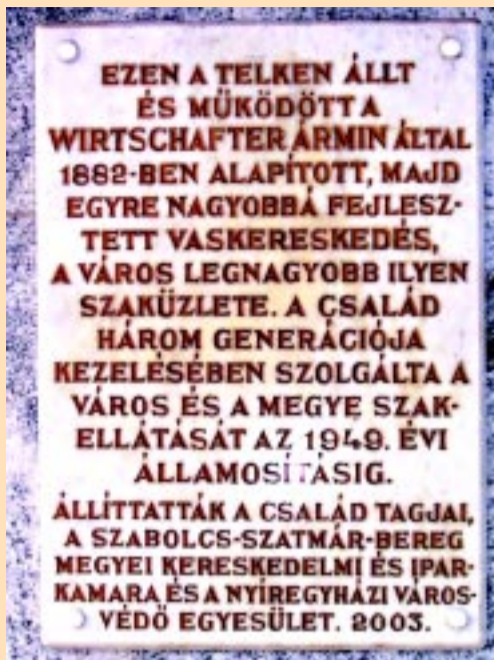 EZEN A TELKEN ÁLLT
ÉS MŰKÖDÖTT A
WIRTSCHAFTER ÁRMIN ÁLTAL
1882-BEN ALAPÍTOTT, MAJD
EGYRE NAGYOBBÁ FEJLESZ-
TETT VASKERESKEDÉS,
A VÁROS LEGNAGYOBB ILYEN
SZAKÜZLETE. A CSALÁD
HÁROM GENERÁCIÓJA
KEZELÉSÉBEN SZOLGÁLTA A
VÁROS ÉS A MEGYE SZAK-
ELLÁTÁSÁT AZ 1949. ÉVI
ÁLLAMOSÍTÁSIG.
ÁLLÍTTATTÁK A CSALÁD TAGJAI,
A SZABOLCS-SZATMÁR-BEREG
MEGYEI KERESKEDELMI ÉS IPAR-
KAMARA ÉS A NYÍREGYHÁZI VÁROS-
VÉDŐ EGYESÜLET. 2003.